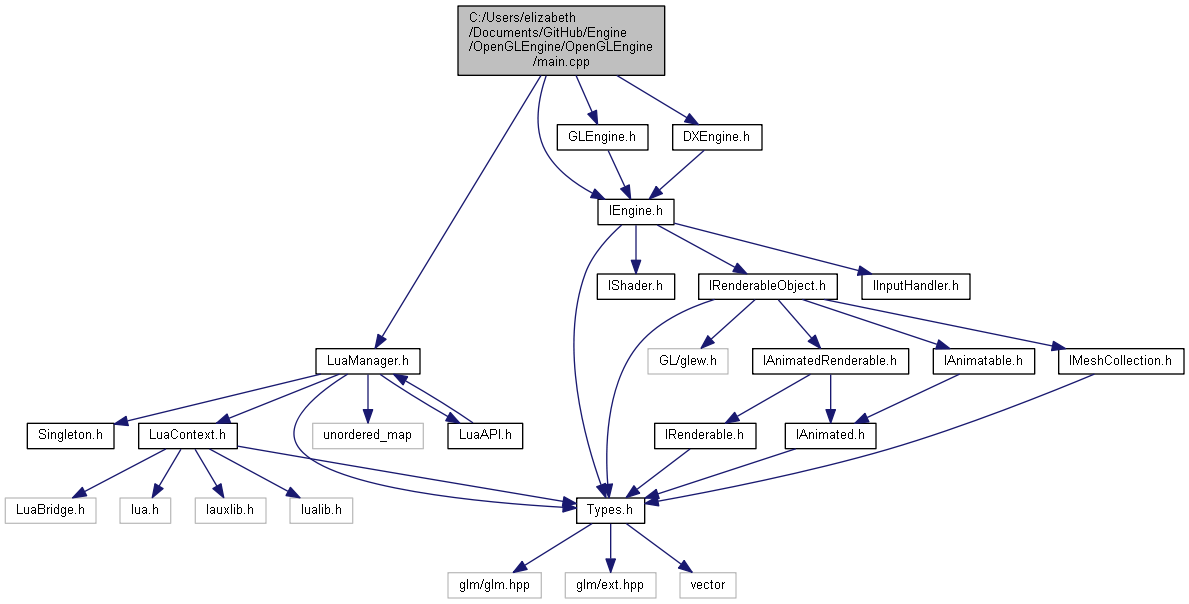 C:/Users/elizabeth
/Documents/GitHub/Engine
/OpenGLEngine/OpenGLEngine
/main.cpp
GLEngine.h
DXEngine.h
IEngine.h
IShader.h
IRenderableObject.h
IInputHandler.h
LuaManager.h
GL/glew.h
IAnimatedRenderable.h
IAnimatable.h
IMeshCollection.h
Singleton.h
LuaContext.h
unordered_map
LuaAPI.h
IRenderable.h
IAnimated.h
LuaBridge.h
lua.h
lauxlib.h
lualib.h
Types.h
glm/glm.hpp
glm/ext.hpp
vector